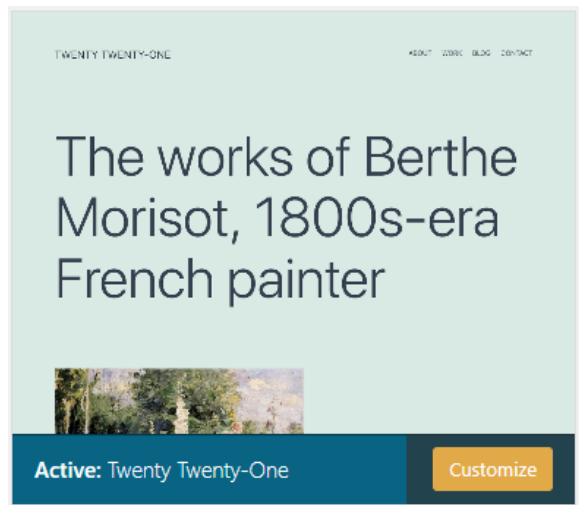 TWENTY TWENTY-ONE
ABOUT WORK BLOG CONTACT
The works of Berthe
Morisot, 1800s-era
French painter
Active: Twenty Twenty-One
Customize